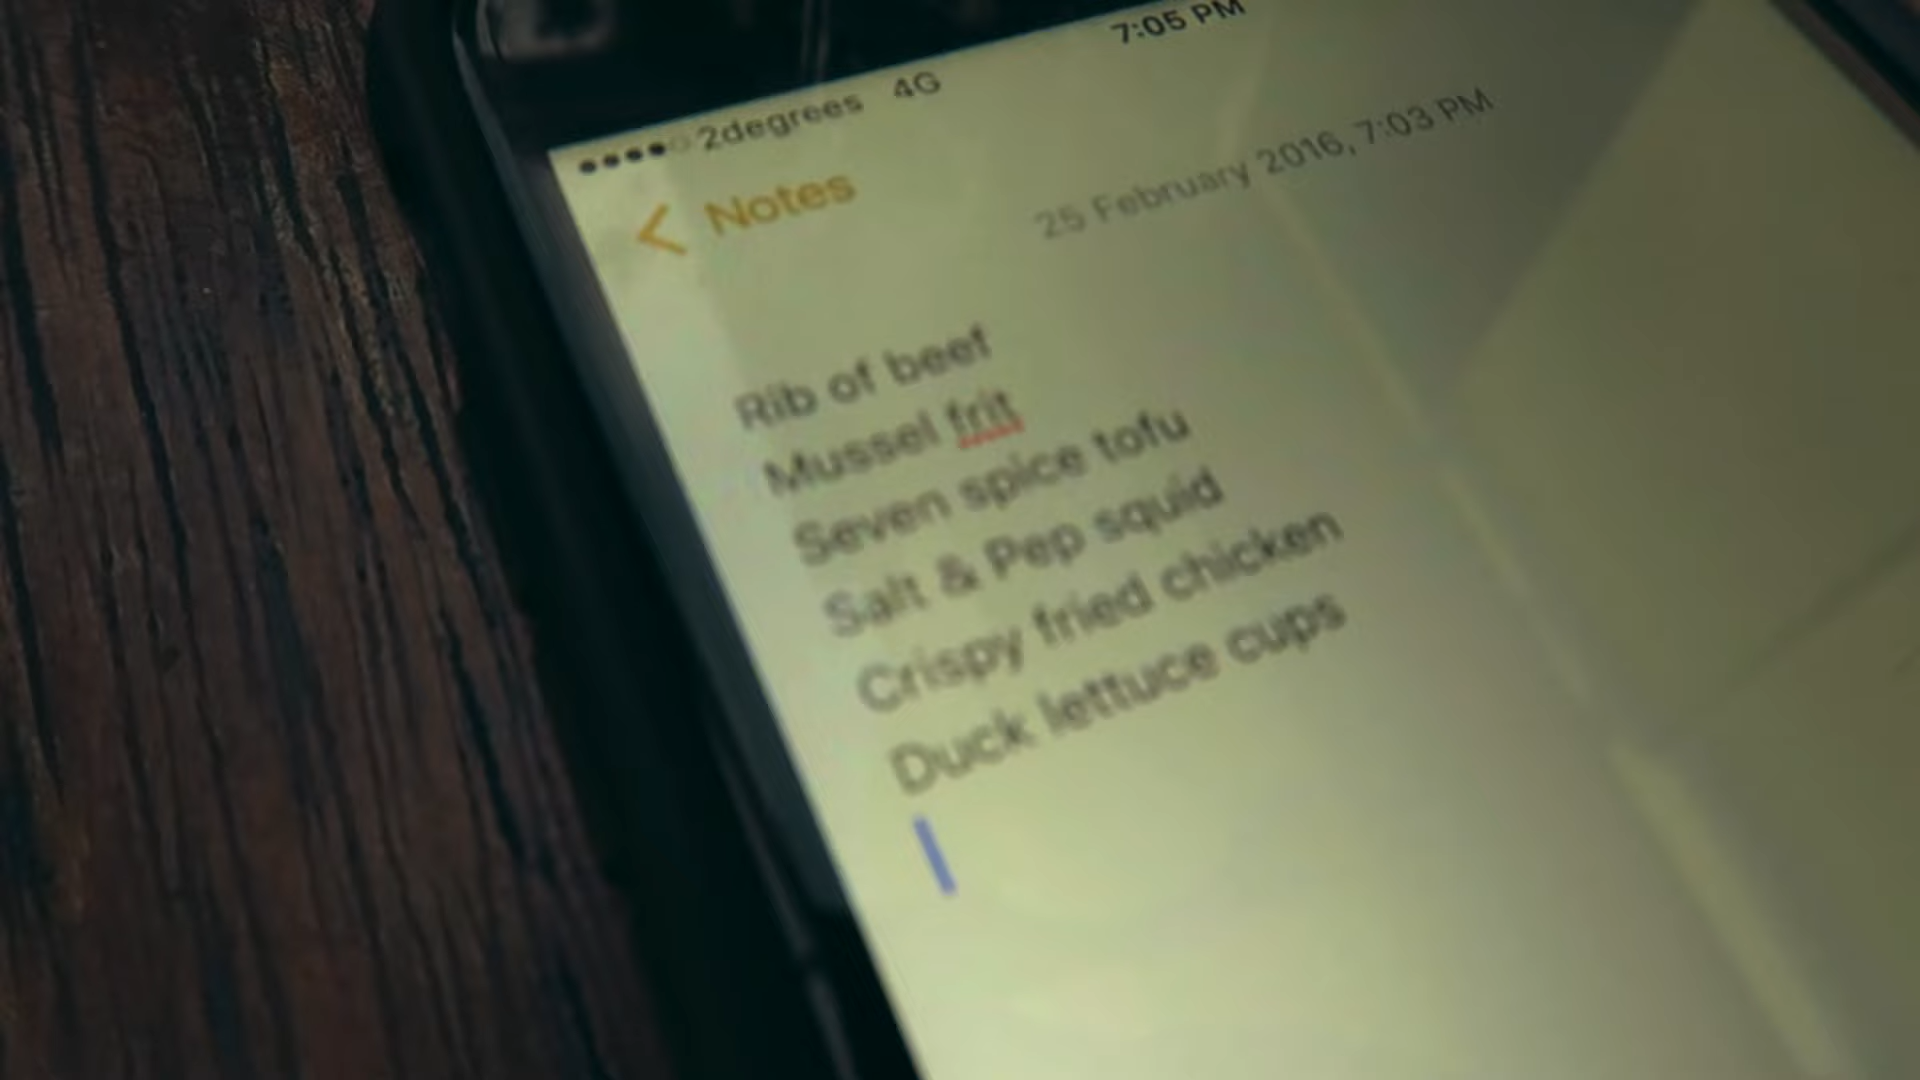 7:05 PM
2degrees 4G
Notes
25 February 2016, 7:03 PM
Rib of beef
Mussel frit
Seven spice tofu
Salt & Pep squid
Crispy fried chicken
Duck lettuce cups